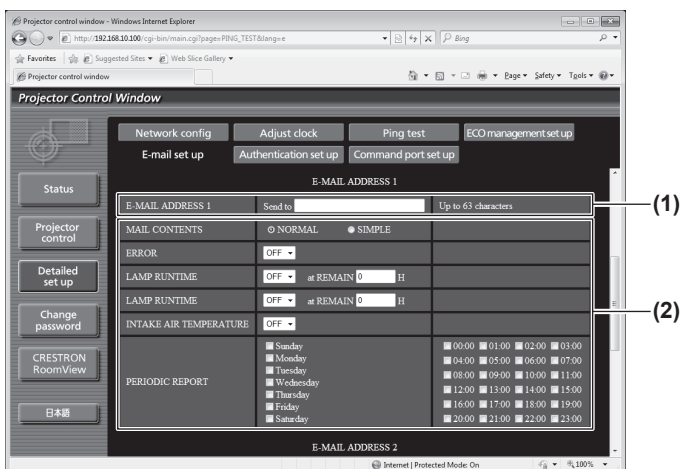 Projector control window - Windows Internet Explorer
http://192.168.10.100/cgi-bin/main.cgi?page=PING_TEST&lang=e
Bing
Favorites Suggested Sites Web Slice Gallery
Projector control window
Page Safety Tools
Projector Control Window
Network config Adjust clock Ping test ECO management set up
E-mail set up Authentication set up Command port set up
Status
Projector control
Detailed set up
Change password
CRESTRON RoomView
日本語
E-MAIL ADDRESS 1
E-MAIL ADDRESS 1 Send to Up to 63 characters (1)
MAIL CONTENTS NORMAL SIMPLE
ERROR OFF
LAMP RUNTIME OFF at REMAIN 0 H
LAMP RUNTIME OFF at REMAIN 0 H
(2)
INTAKE AIR TEMPERATURE OFF
PERIODIC REPORT
Sunday
Monday
Tuesday
Wednesday
Thursday
Friday
Saturday
00:00 01:00 02:00 03:00
04:00 05:00 06:00 07:00
08:00 09:00 10:00 11:00
12:00 13:00 14:00 15:00
16:00 17:00 18:00 19:00
20:00 21:00 22:00 23:00
E-MAIL ADDRESS 2
Internet | Protected Mode: On 100%